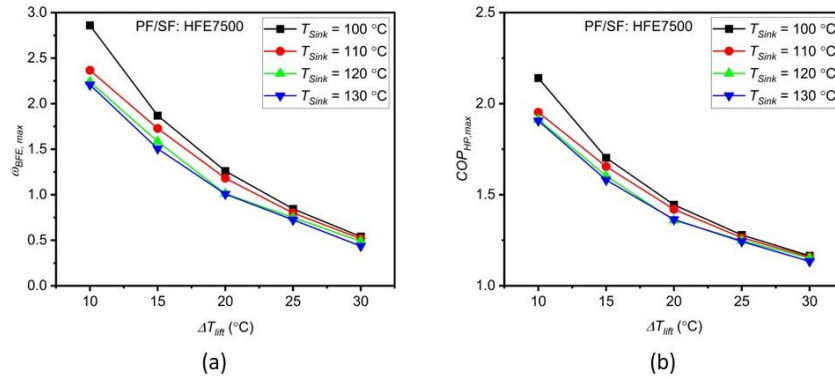 PF/SF: HFE7500
T_Sink = 100 °C
T_Sink = 110 °C
T_Sink = 120 °C
T_Sink = 130 °C
3.0
2.5
2.0
1.5
1.0
0.5
0.0
ω_BFE, max
10 15 20 25 30
ΔT_lift (°C)
(a)
PF/SF: HFE7500
T_Sink = 100 °C
T_Sink = 110 °C
T_Sink = 120 °C
T_Sink = 130 °C
2.5
2.0
1.5
1.0
COP_HP,max
10 15 20 25 30
ΔT_lift (°C)
(b)